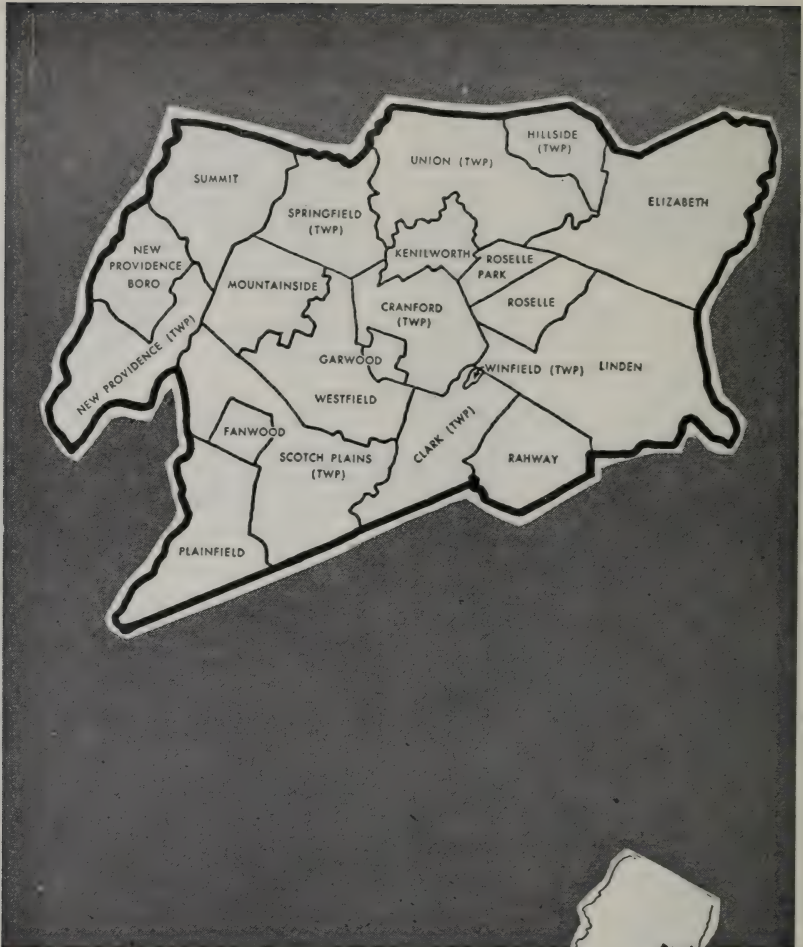 HILLSIDE
(TWP)
UNION (TWP)
SUMMIT
ELIZABETH
SPRINGFIELD
(TWP)
NEW
PROVIDENCE
BORO
KENILWORTH
ROSELLE
PARK
MOUNTAINSIDE
ROSELLE
CRANFORD
(TWP)
NEW PROVIDENCE (TWP)
GARWOOD
WINFIELD (TWP)
LINDEN
WESTFIELD
FANWOOD
CLARK (TWP)
SCOTCH PLAINS
(TWP)
RAHWAY
PLAINFIELD